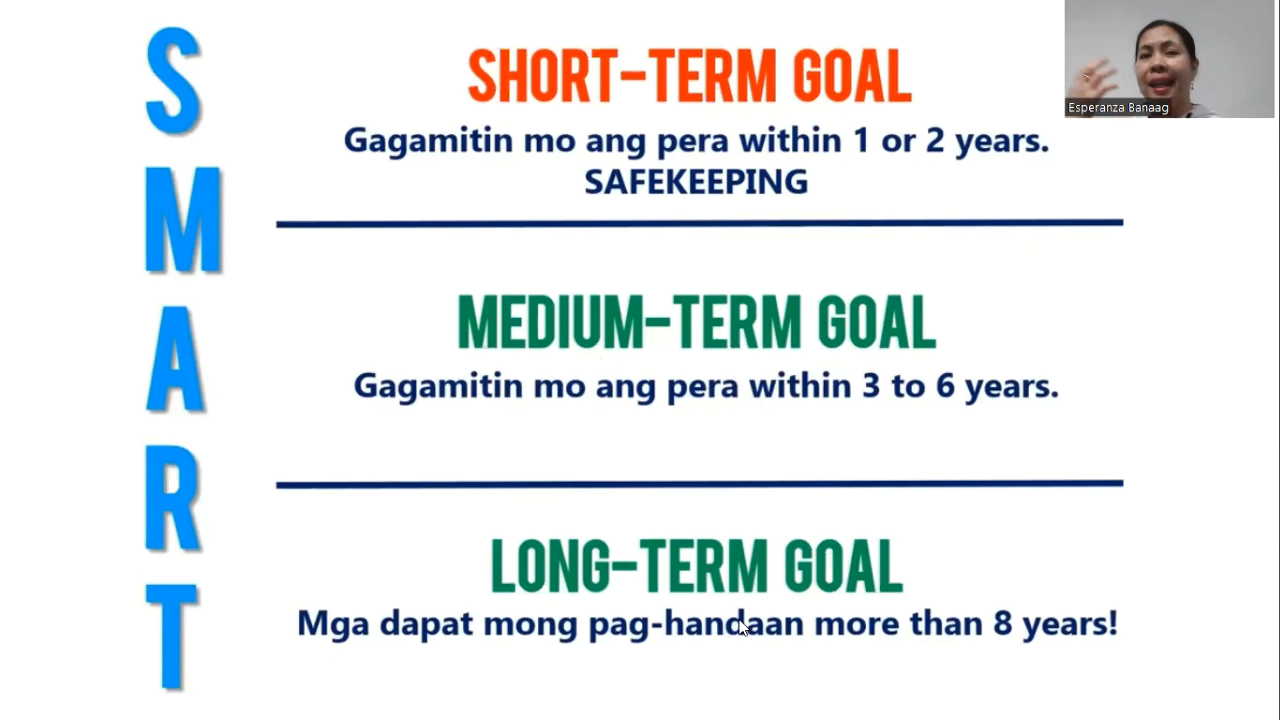 SMART
SHORT-TERM GOAL
Gagamitin mo ang pera within 1 or 2 years.
SAFEKEEPING
MEDIUM-TERM GOAL
Gagamitin mo ang pera within 3 to 6 years.
LONG-TERM GOAL
Mga dapat mong pag-handaan more than 8 years!
Esperanza Banaag